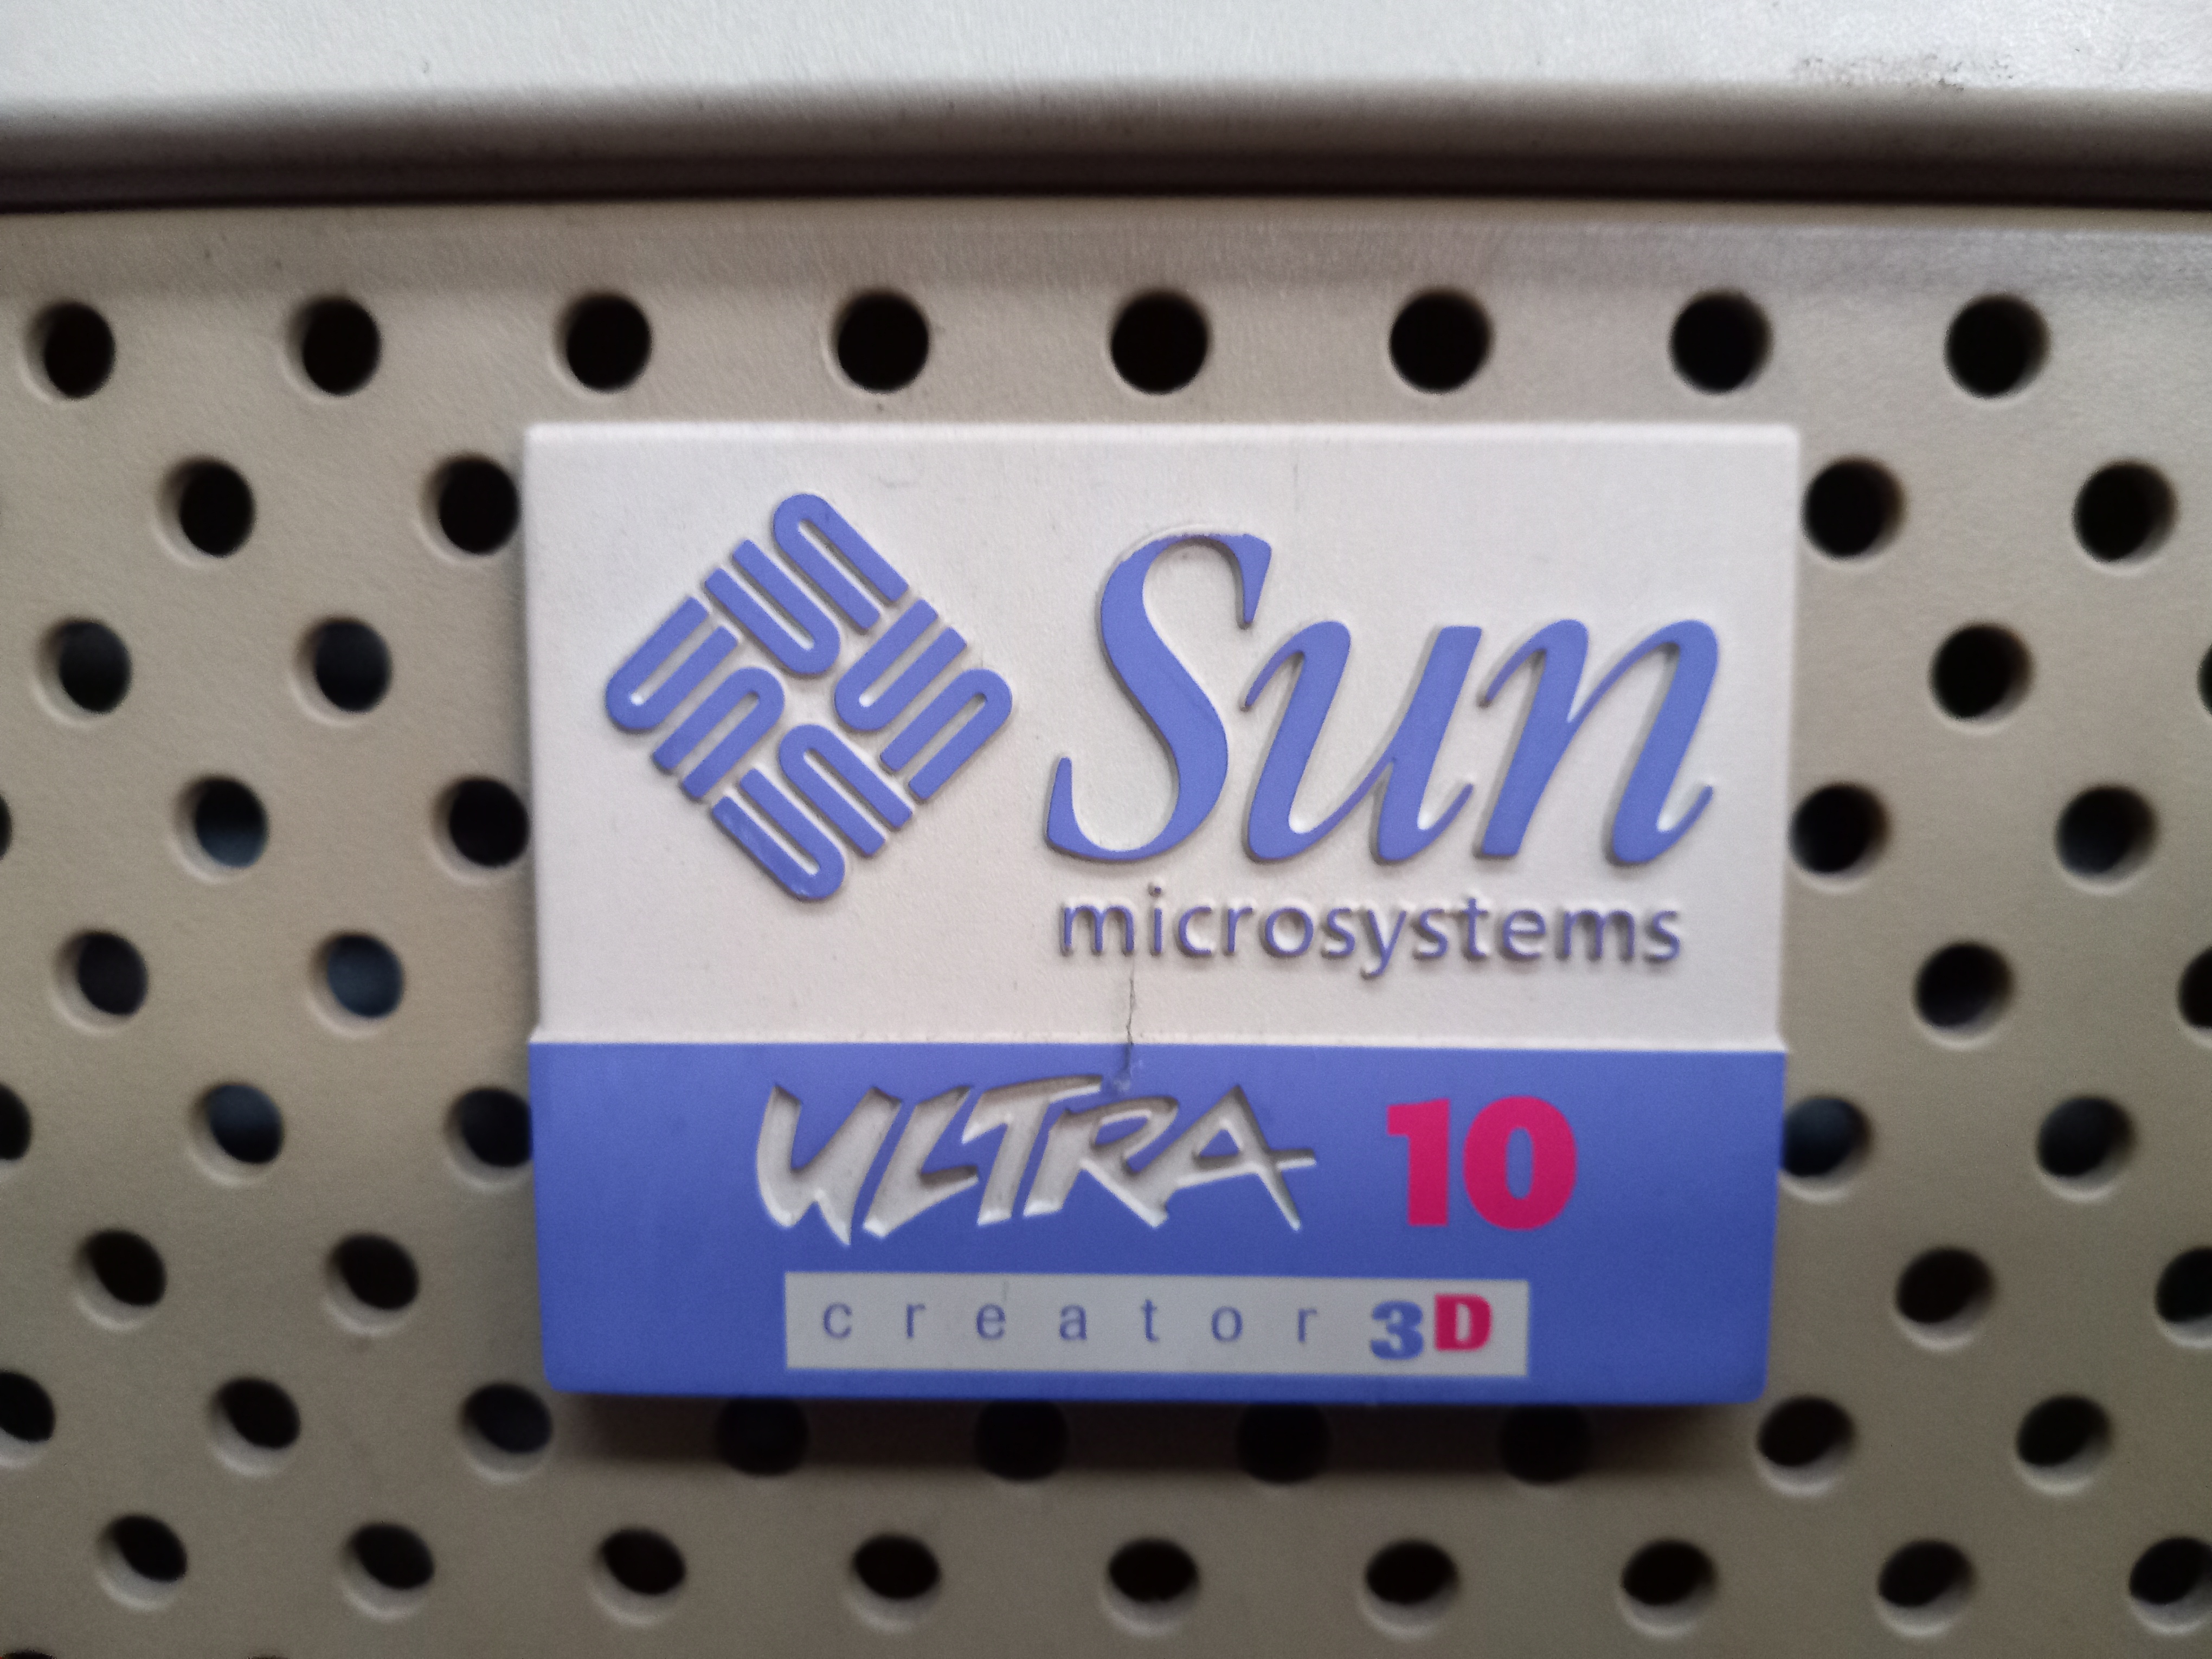 Sun
microsystems
ULTRA 10
creator 3D